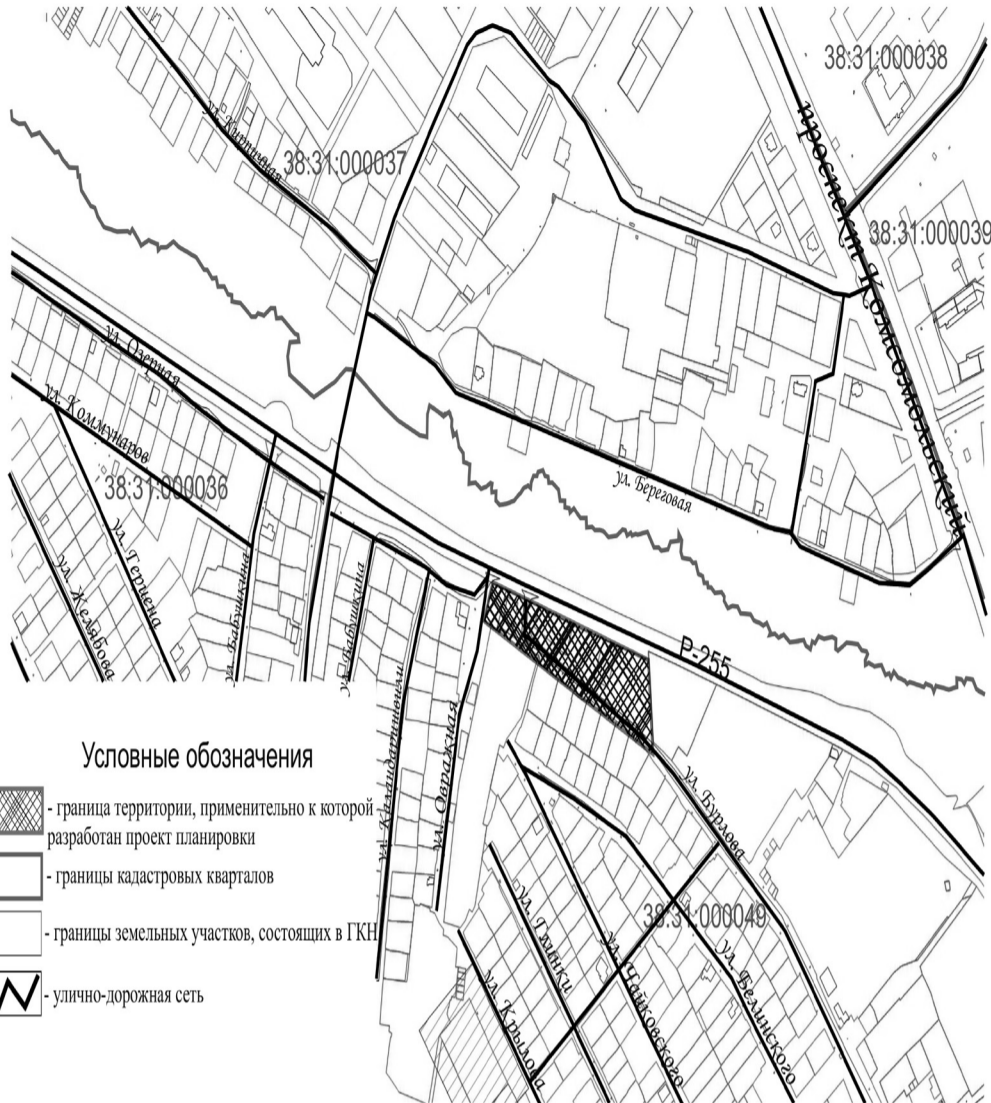 38:31:000038
проспект Комсомольский
ул. Кирпичная
38:31:000037
38:31:000039
ул. Озерная
ул. Коммунаров
38:31:000036
ул. Береговая
ул. Герцена
ул. Желябова
ул. Бабушкина
ул. Бабушкина
Р-255
ул. Каландаришвили
ул. Овражная
Условные обозначения
- граница территории, применительно к которой
разработан проект планировки
- границы кадастровых кварталов
- границы земельных участков, состоящих в ГКН
- улично-дорожная сеть
ул. Бурлова
38:31:000049
ул. Глинки
ул. Чайковского
ул. Белинского
ул. Крылова